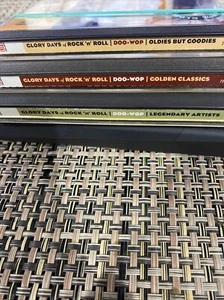 GLORY DAYS of ROCK 'n' ROLL | DOO-WOP | OLDIES BUT GOODIES
GLORY DAYS of ROCK 'n' ROLL | DOO-WOP | GOLDEN CLASSICS
GLORY DAYS of ROCK 'n' ROLL | DOO-WOP | LEGENDARY ARTISTS